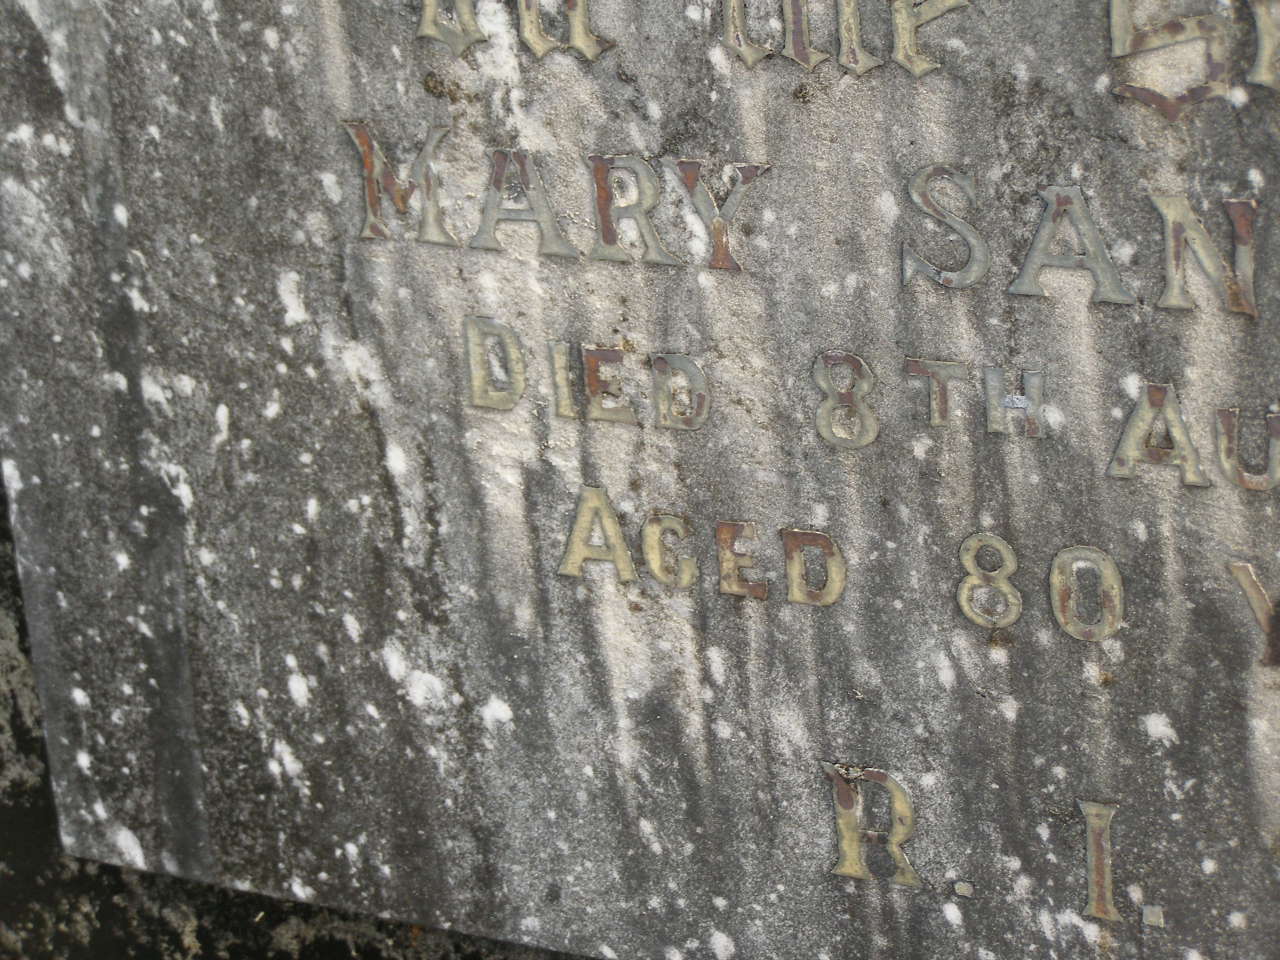 MARY SAN
DIED 8TH AU
AGED 80 Y
R. I.